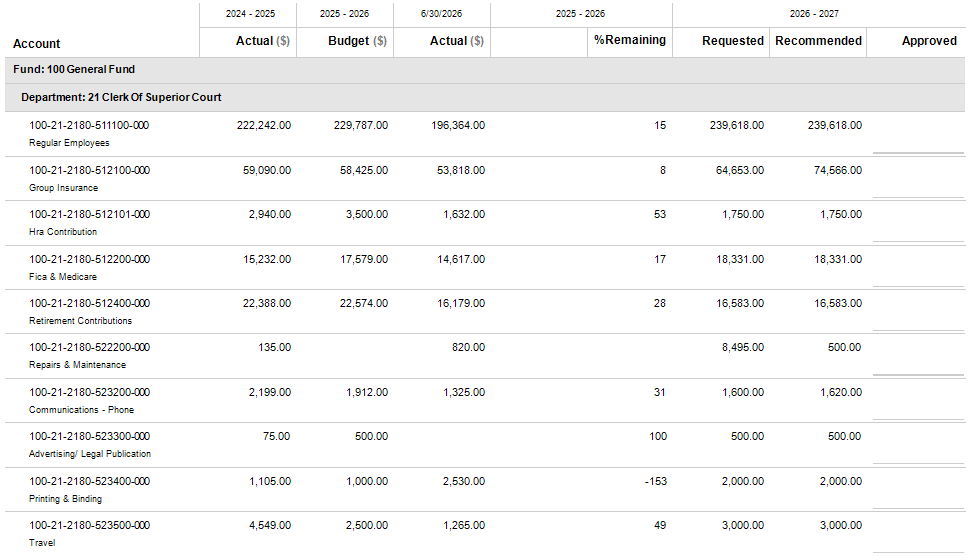 2024 - 2025 2025 - 2026 6/30/2026 2025 - 2026 2026 - 2027
Account Actual ($) Budget ($) Actual ($) %Remaining Requested Recommended Approved
Fund: 100 General Fund
Department: 21 Clerk Of Superior Court
100-21-2180-511100-000 222,242.00 229,787.00 196,364.00 15 239,618.00 239,618.00
Regular Employees
100-21-2180-512100-000 59,090.00 58,425.00 53,818.00 8 64,653.00 74,566.00
Group Insurance
100-21-2180-512101-000 2,940.00 3,500.00 1,632.00 53 1,750.00 1,750.00
Hra Contribution
100-21-2180-512200-000 15,232.00 17,579.00 14,617.00 17 18,331.00 18,331.00
Fica & Medicare
100-21-2180-512400-000 22,388.00 22,574.00 16,179.00 28 16,583.00 16,583.00
Retirement Contributions
100-21-2180-522200-000 135.00 820.00 8,495.00 500.00
Repairs & Maintenance
100-21-2180-523200-000 2,199.00 1,912.00 1,325.00 31 1,600.00 1,620.00
Communications - Phone
100-21-2180-523300-000 75.00 500.00 100 500.00 500.00
Advertising/ Legal Publication
100-21-2180-523400-000 1,105.00 1,000.00 2,530.00 -153 2,000.00 2,000.00
Printing & Binding
100-21-2180-523500-000 4,549.00 2,500.00 1,265.00 49 3,000.00 3,000.00
Travel